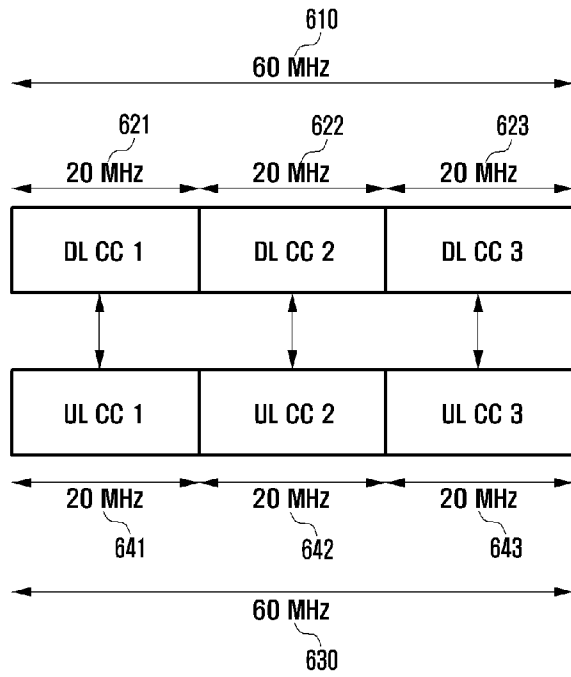 610
60 MHz
621 622 623
20 MHz 20 MHz 20 MHz
DL CC 1 DL CC 2 DL CC 3
UL CC 1 UL CC 2 UL CC 3
20 MHz 20 MHz 20 MHz
641 642 643
60 MHz
630